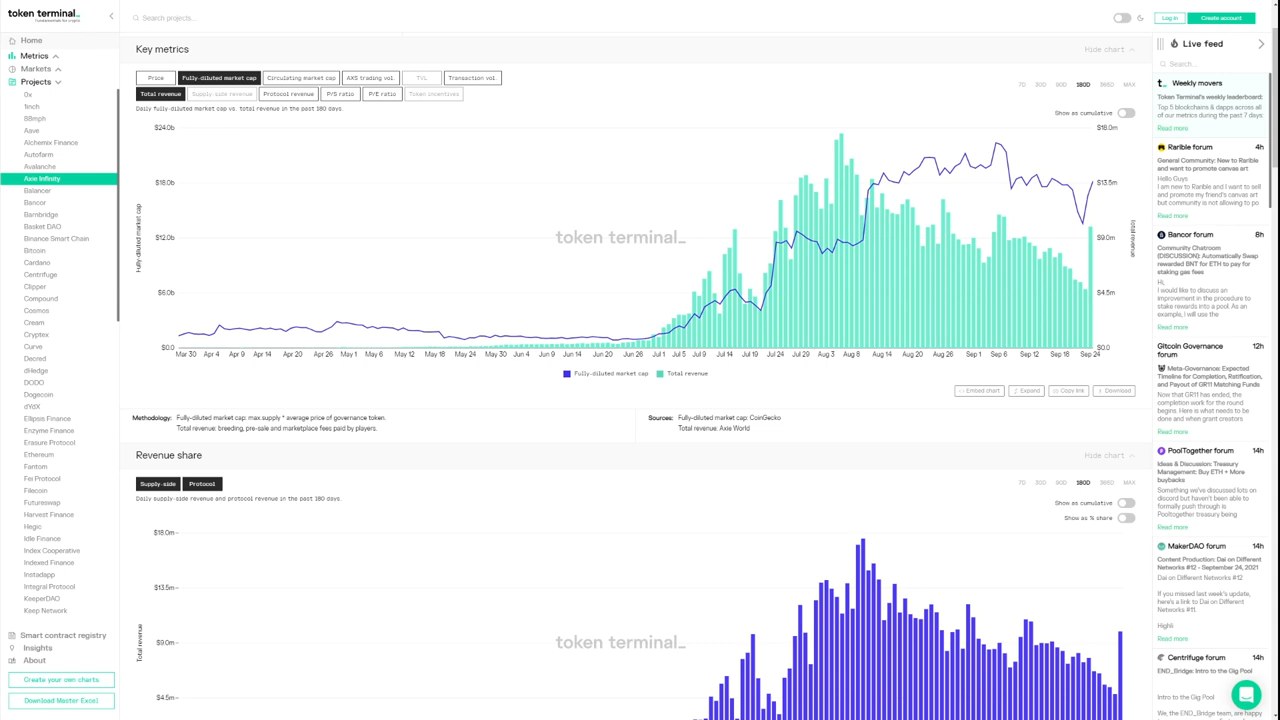 token terminal_
Fundamentals for crypto
Home
Metrics
Markets
Projects
0x
1inch
88mph
Aave
Alchemix Finance
Autofarm
Avalanche
Axie Infinity
Balancer
Bancor
Barnbridge
Basket DAO
Binance Smart Chain
Bitcoin
Cardano
Centrifuge
Clipper
Compound
Cosmos
Cream
Cryptex
Curve
Decred
dHedge
DODO
Dogecoin
dYdX
Ellipsis Finance
Enzyme Finance
Erasure Protocol
Ethereum
Fantom
Fei Protocol
Filecoin
Futureswap
Harvest Finance
Hegic
Idle Finance
Index Cooperative
Indexed Finance
Instadapp
Integral Protocol
KeeperDAO
Keep Network
Smart contract registry
Insights
About
Create your own charts
Download Master Excel
Search projects...
Log in
Create account
Key metrics
Hide chart
Price
Fully-diluted market cap
Circulating market cap
AXS trading vol.
TVL
Transaction vol.
Total revenue
Supply-side revenue
Protocol revenue
P/S ratio
P/E ratio
Token incentives
7D 30D 90D 180D 365D MAX
Daily fully-diluted market cap vs. total revenue in the past 180 days.
Show as cumulative
$24.0b
$18.0b
$12.0b
$6.0b
$0.0
Fully-diluted market cap
token terminal_
$18.0m
$13.5m
$9.0m
$4.5m
$0.0
Total revenue
Mar 30 Apr 4 Apr 9 Apr 14 Apr 20 Apr 26 May 1 May 6 May 12 May 18 May 24 May 30 Jun 4 Jun 9 Jun 14 Jun 20 Jun 26 Jul 1 Jul 5 Jul 9 Jul 14 Jul 19 Jul 24 Jul 29 Aug 3 Aug 8 Aug 14 Aug 20 Aug 26 Sep 1 Sep 6 Sep 12 Sep 18 Sep 24
Fully-diluted market cap
Total revenue
Embed chart
Expand
Copy link
Download
Methodology: Fully-diluted market cap: max supply * average price of governance token.
Total revenue: breeding, pre-sale and marketplace fees paid by players.
Sources: Fully-diluted market cap: CoinGecko
Total revenue: Axie World
Revenue share
Hide chart
Supply-side
Protocol
7D 30D 90D 180D 365D MAX
Daily supply-side revenue and protocol revenue in the past 180 days.
Show as cumulative
Show as % share
$18.0m
$13.5m
$9.0m
$4.5m
Total revenue
token terminal_
Live feed
Search...
Weekly movers
Token Terminal's weekly leaderboard:
Top 5 blockchains & dapps across all
of our metrics during the past 7 days
Read more
Rarible forum 4h
General Community: New to Rarible
and want to promote canvas art
Hello Guys
I am new to Rarible and I want to sell
and promote my friend's canvas art
but community is not allowing to po
Read more
Bancor forum 8h
Community Chatroom
(DISCUSSION): Automatically Swap
rewarded BNT for ETH to pay for
staking gas fees
Hi,
I would like to discuss an
improvement in the procedure to
stake rewards into a pool. As an
example, I will use the
Read more
Gitcoin Governance 12h
forum
Meta-Governance: Expected
Timeline for Completion, Ratification,
and Payout of GR11 Matching Funds
Now that GR11 has ended, the
completion work for the round
begins. Here is what needs to be
done and when grant creators
Read more
PoolTogether forum 14h
Ideas & Discussion: Treasury
Management: Buy ETH + More
buybacks
Something we've discussed lots on
discord but haven't been able to
formally push through is
Pooltogether treasury being
Read more
MakerDAO forum 14h
Content Production: Dai on Different
Networks #12 - September 24, 2021
Dai on Different Networks #12
If you missed last week's update,
here's a link to Dai on Different
Networks #11.
Highli
Read more
Centrifuge forum 14h
END_Bridge: Intro to the Gig Pool
Intro to the Gig Pool
We, the END_Bridge team, are happy